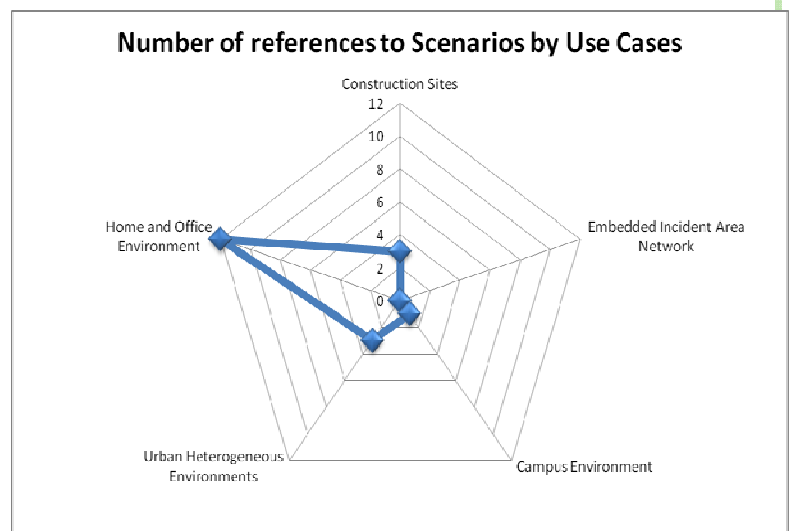 Number of references to Scenarios by Use Cases
Construction Sites
12
10
8
6
4
2
0
Home and Office
Environment
Embedded Incident Area
Network
Urban Heterogeneous
Environments
Campus Environment